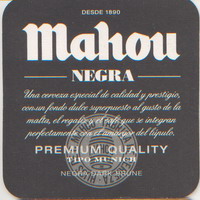 DESDE 1890
Mahou
NEGRA
Una cerveza especial de calidad y prestigio,
con un fondo dulce superpuesto al gusto de la
malta, el regaliz y el café que se integran
perfectamente con el amargor del lúpulo.
PREMIUM QUALITY
TIPO MUNICH
NEGRA DARK BRUNE